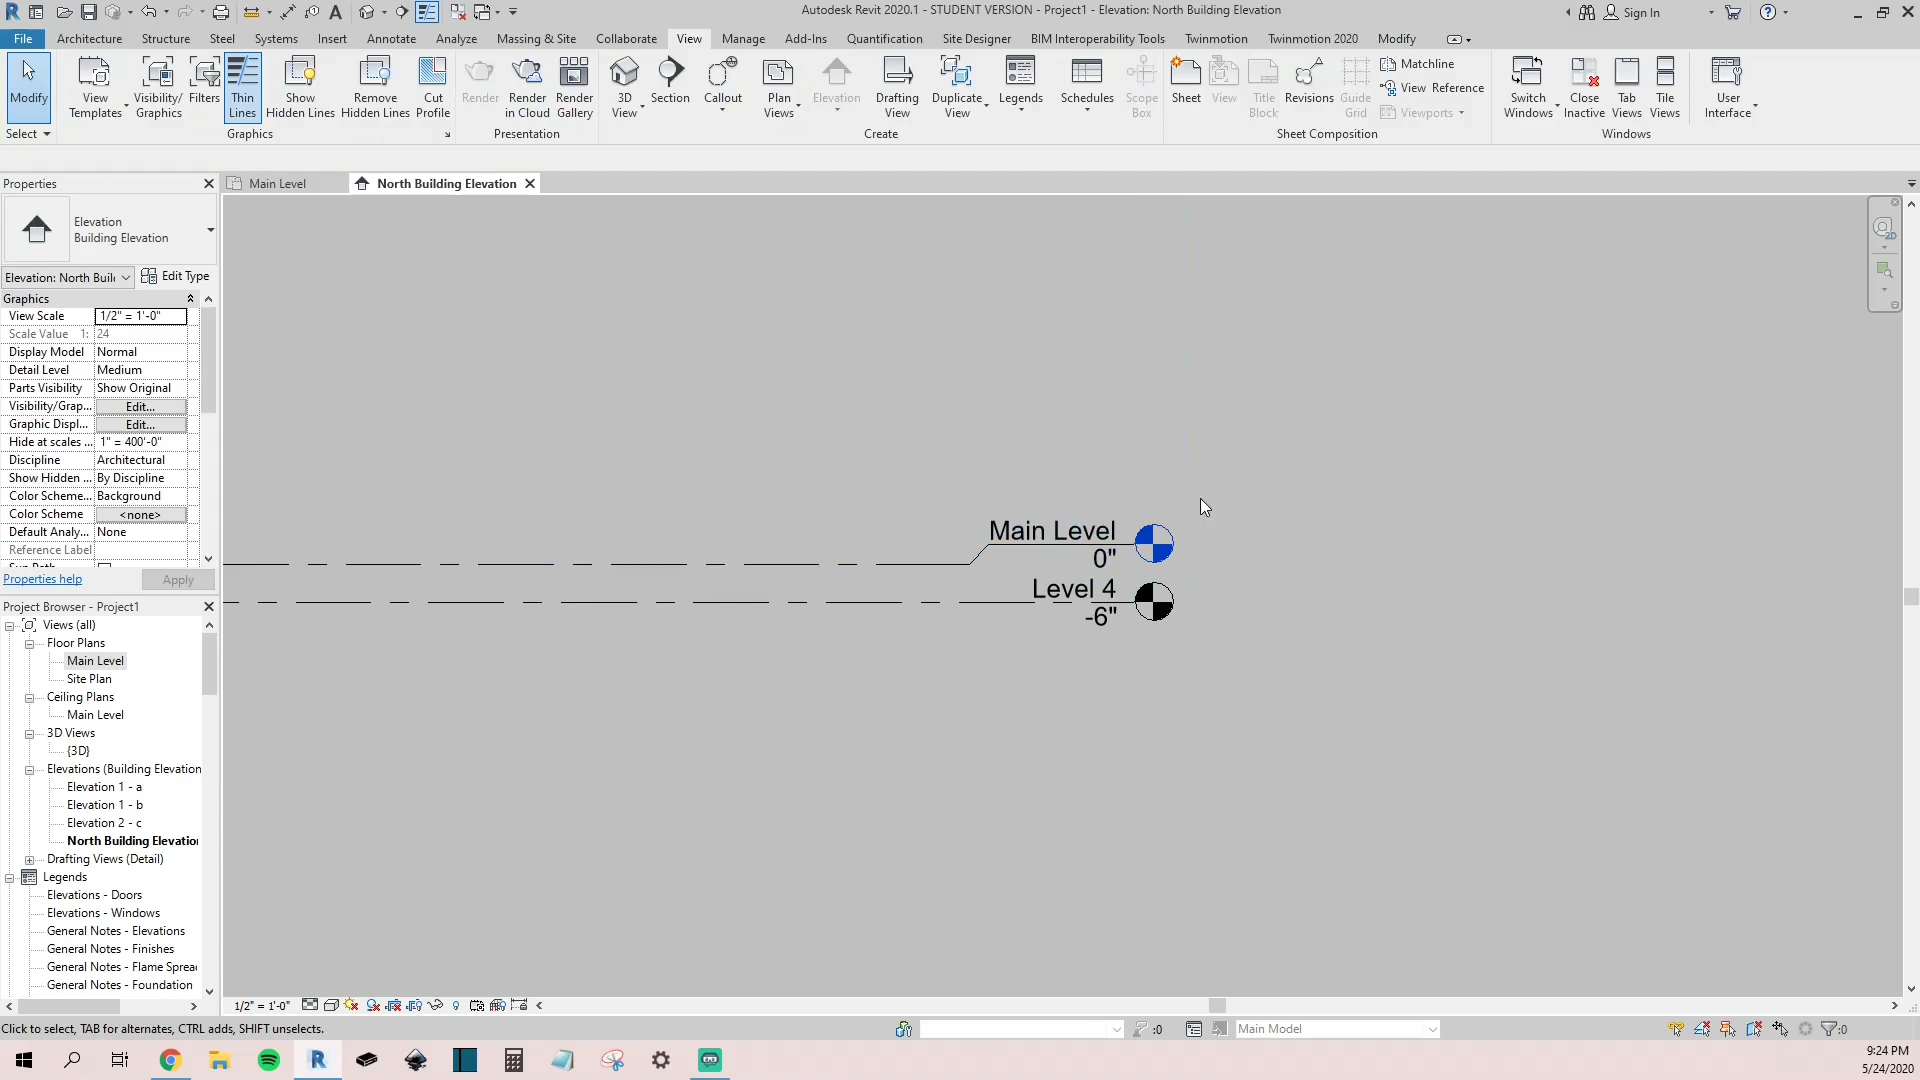 Autodesk Revit 2020.1 - STUDENT VERSION - Project1 - Elevation: North Building Elevation
Sign In
File Architecture Structure Steel Systems Insert Annotate Analyze Massing & Site Collaborate View Manage Add-Ins Quantification Site Designer BIM Interoperability Tools Twinmotion Twinmotion 2020 Modify
Modify
View Templates
Visibility/ Graphics
Filters
Thin Lines
Show Hidden Lines
Remove Hidden Lines
Cut Profile
Render
Render in Cloud
Render Gallery
3D View
Section
Callout
Plan Views
Elevation
Drafting View
Duplicate View
Legends
Schedules
Scope Box
Sheet
View
Title Block
Revisions
Guide Grid
Matchline
View Reference
Viewports
Switch Windows
Close Inactive
Tab Views
Tile Views
User Interface
Select Graphics Presentation Create Sheet Composition Windows
Properties
Main Level
North Building Elevation
Elevation
Building Elevation
Elevation: North Buil
Edit Type
Graphics
View Scale 1/2" = 1'-0"
Scale Value 1: 24
Display Model Normal
Detail Level Medium
Parts Visibility Show Original
Visibility/Grap... Edit...
Graphic Displ... Edit...
Hide at scales ... 1" = 400'-0"
Discipline Architectural
Show Hidden ... By Discipline
Color Scheme... Background
Color Scheme <none>
Default Analy... None
Reference Label
Properties help
Apply
Main Level
0"
Level 4
-6"
Project Browser - Project1
Views (all)
Floor Plans
Main Level
Site Plan
Ceiling Plans
Main Level
3D Views
{3D}
Elevations (Building Elevation
Elevation 1 - a
Elevation 1 - b
Elevation 2 - c
North Building Elevation
Drafting Views (Detail)
Legends
Elevations - Doors
Elevations - Windows
General Notes - Elevations
General Notes - Finishes
General Notes - Flame Sprea
General Notes - Foundation
1/2" = 1'-0"
Click to select, TAB for alternates, CTRL adds, SHIFT unselects.
:0
Main Model
:0
9:24 PM
5/24/2020